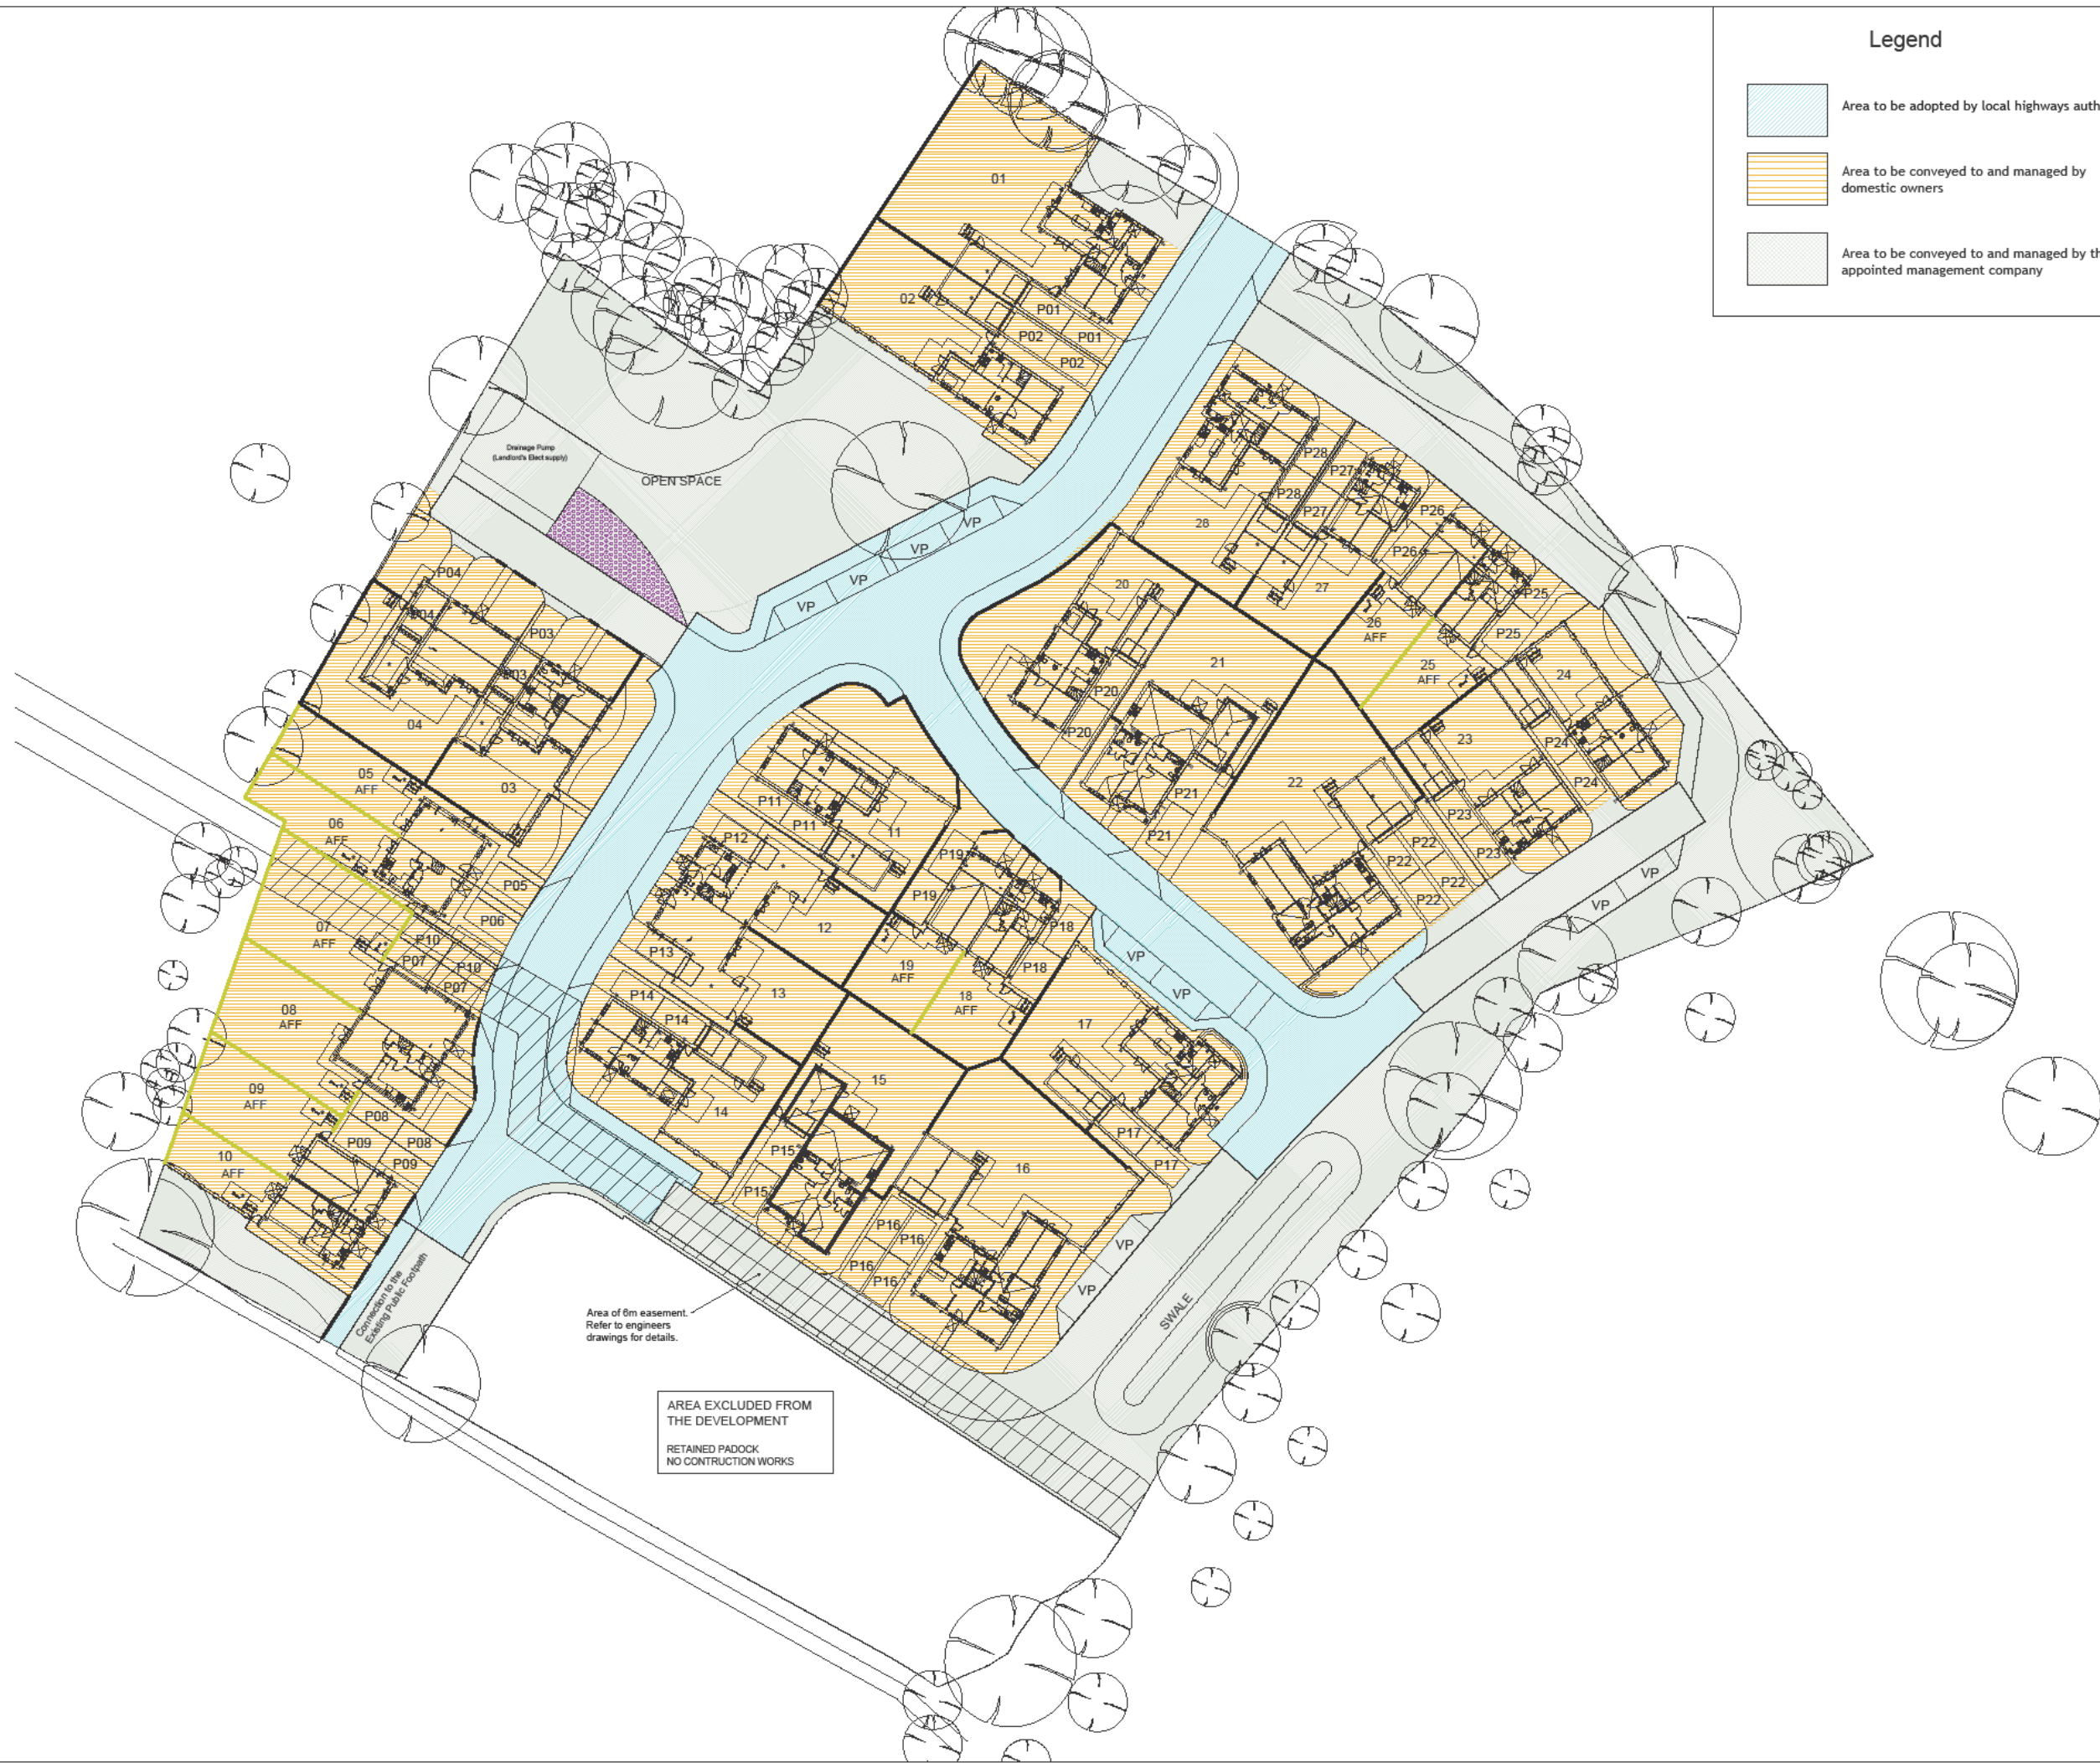 Legend
Area to be adopted by local highways auth
Area to be conveyed to and managed by
domestic owners
Area to be conveyed to and managed by th
appointed management company
01
02
P01
P01
P02
P02
Drainage Pump
(Landlord's Elect supply)
OPEN SPACE
VP
VP
VP
VP
P28
P27
P28
P27
P26
P26
28
27
20
26
AFF
P25
P25
25
AFF
24
P04
P04
P03
P03
04
03
21
P20
P20
P21
P21
22
23
P24
P24
P23
P23
P22
P22
P22
P22
VP
VP
05
AFF
06
AFF
P05
P06
07
AFF
P10
P07
P10
P07
08
AFF
09
AFF
P08
P08
P09
P09
10
AFF
P11
P11
11
P12
12
P13
13
P14
P14
14
P19
P19
19
AFF
P18
P18
18
AFF
VP
VP
17
P17
P17
15
P15
P15
16
P16
P16
P16
P16
VP
VP
SWALE
Connection to the
Existing Public Footpath
Area of 6m easement.
Refer to engineers
drawings for details.
AREA EXCLUDED FROM
THE DEVELOPMENT
RETAINED PADOCK
NO CONTRUCTION WORKS